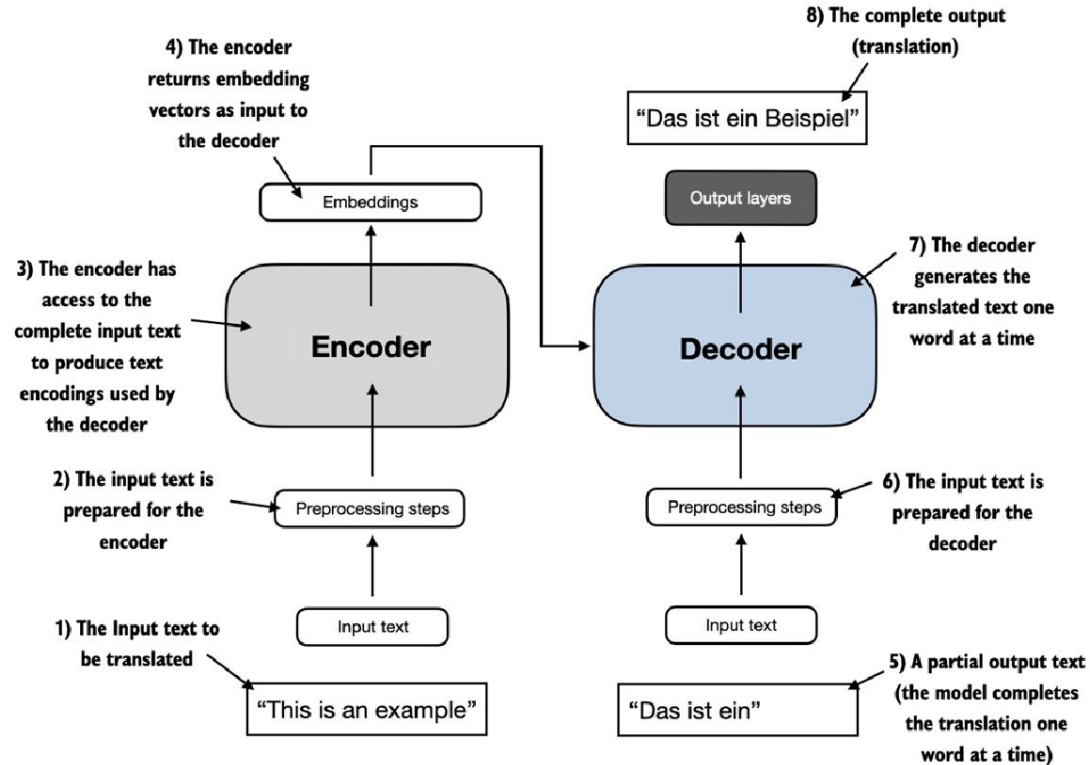 8) The complete output
(translation)
4) The encoder
returns embedding
vectors as input to
the decoder
“Das ist ein Beispiel”
Embeddings
Output layers
3) The encoder has
access to the
complete input text
to produce text
encodings used by
the decoder
Encoder
Decoder
7) The decoder
generates the
translated text one
word at a time
2) The input text is
prepared for the
encoder
Preprocessing steps
Preprocessing steps
6) The input text is
prepared for the
decoder
1) The Input text to
be translated
Input text
Input text
“This is an example”
“Das ist ein”
5) A partial output text
(the model completes
the translation one
word at a time)